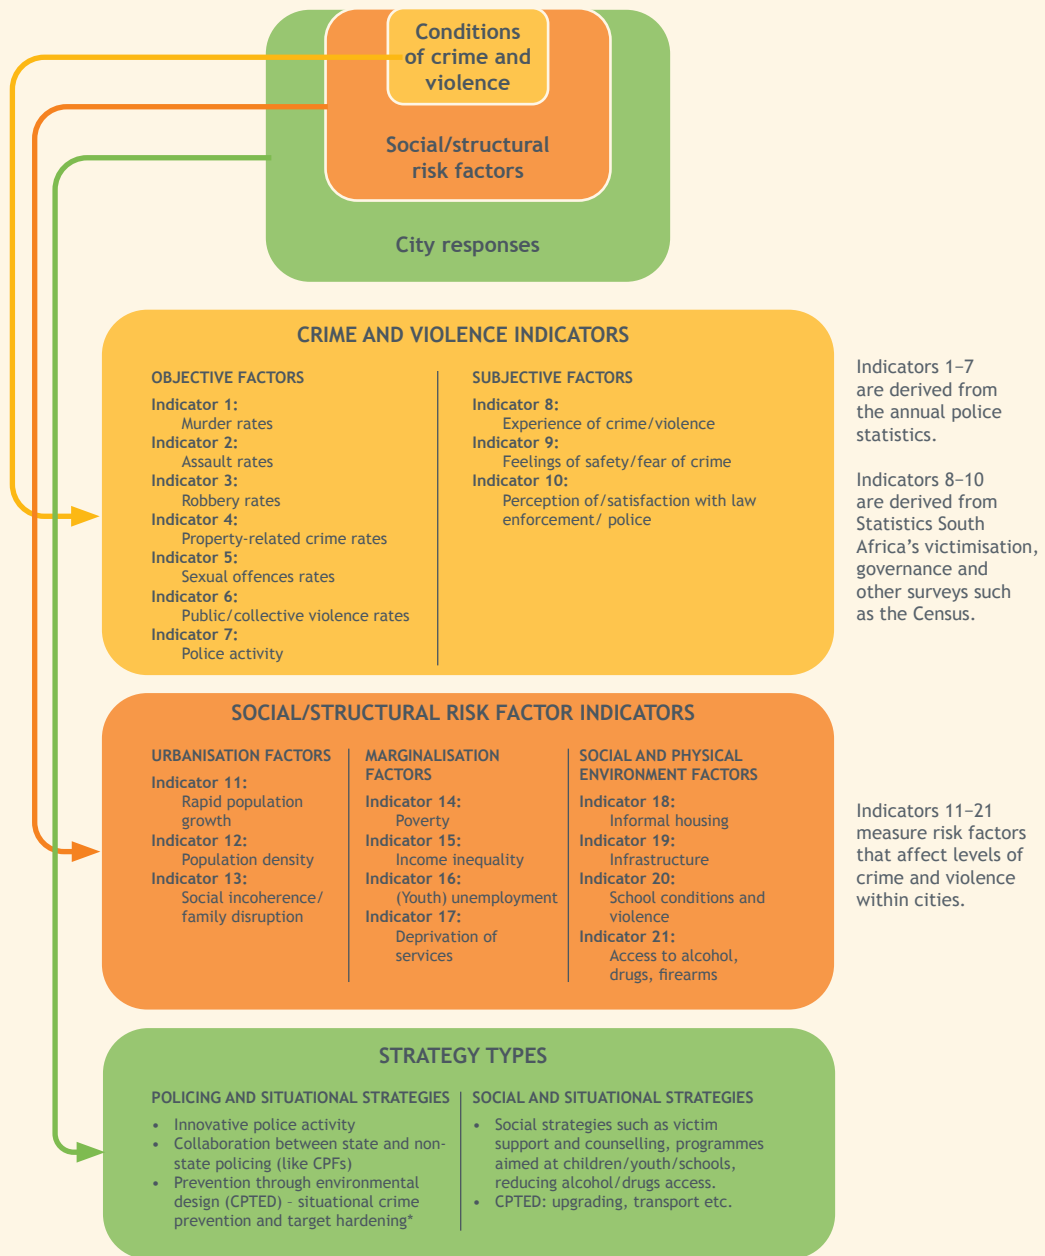 Conditions
of crime and
violence
Social/structural
risk factors
City responses
CRIME AND VIOLENCE INDICATORS
OBJECTIVE FACTORS
Indicator 1:
Murder rates
Indicator 2:
Assault rates
Indicator 3:
Robbery rates
Indicator 4:
Property-related crime rates
Indicator 5:
Sexual offences rates
Indicator 6:
Public/collective violence rates
Indicator 7:
Police activity
SUBJECTIVE FACTORS
Indicator 8:
Experience of crime/violence
Indicator 9:
Feelings of safety/fear of crime
Indicator 10:
Perception of/satisfaction with law
enforcement/ police
Indicators 1–7
are derived from
the annual police
statistics.
Indicators 8–10
are derived from
Statistics South
Africa’s victimisation,
governance and
other surveys such
as the Census.
SOCIAL/STRUCTURAL RISK FACTOR INDICATORS
URBANISATION FACTORS
Indicator 11:
Rapid population
growth
Indicator 12:
Population density
Indicator 13:
Social incoherence/
family disruption
MARGINALISATION
FACTORS
Indicator 14:
Poverty
Indicator 15:
Income inequality
Indicator 16:
(Youth) unemployment
Indicator 17:
Deprivation of
services
SOCIAL AND PHYSICAL
ENVIRONMENT FACTORS
Indicator 18:
Informal housing
Indicator 19:
Infrastructure
Indicator 20:
School conditions and
violence
Indicator 21:
Access to alcohol,
drugs, firearms
Indicators 11–21
measure risk factors
that affect levels of
crime and violence
within cities.
STRATEGY TYPES
POLICING AND SITUATIONAL STRATEGIES
• Innovative police activity
• Collaboration between state and non-
state policing (like CPFs)
• Prevention through environmental
design (CPTED) – situational crime
prevention and target hardening*
SOCIAL AND SITUATIONAL STRATEGIES
• Social strategies such as victim
support and counselling, programmes
aimed at children/youth/schools,
reducing alcohol/drugs access.
• CPTED: upgrading, transport etc.